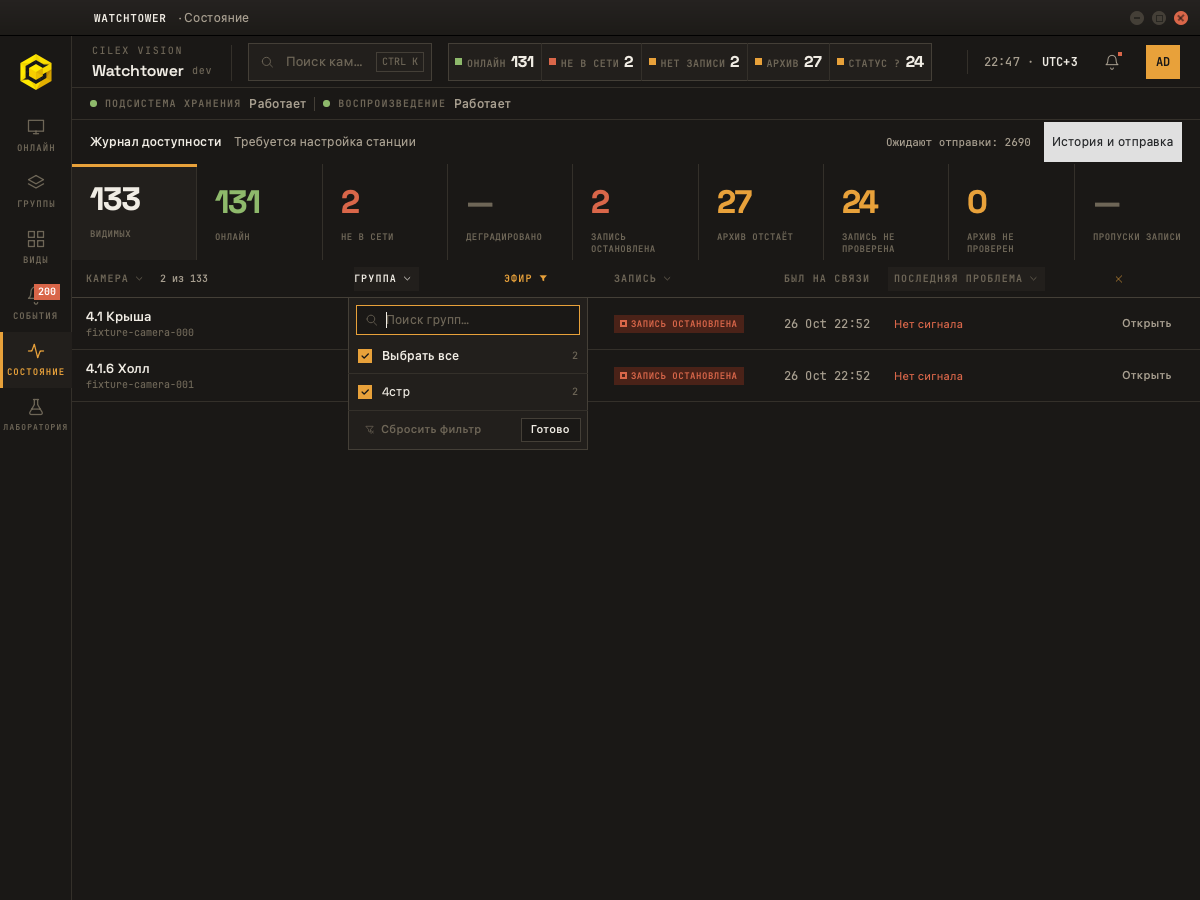 WATCHTOWER · Состояние
CILEX VISION
Watchtower dev
Поиск кам... CTRL K
ОНЛАЙН 131 НЕ В СЕТИ 2 НЕТ ЗАПИСИ 2 АРХИВ 27 СТАТУС ? 24
22:47 · UTC+3
AD
ПОДСИСТЕМА ХРАНЕНИЯ Работает ВОСПРОИЗВЕДЕНИЕ Работает
Журнал доступности Требуется настройка станции
Ожидают отправки: 2690 История и отправка
ОНЛАЙН
ГРУППЫ
ВИДЫ
200
СОБЫТИЯ
СОСТОЯНИЕ
ЛАБОРАТОРИЯ
133 131 2 — 2 27 24 0 —
ВИДИМЫХ ОНЛАЙН НЕ В СЕТИ ДЕГРАДИРОВАНО ЗАПИСЬ ОСТАНОВЛЕНА АРХИВ ОТСТАЁТ ЗАПИСЬ НЕ ПРОВЕРЕНА АРХИВ НЕ ПРОВЕРЕН ПРОПУСКИ ЗАПИСИ
КАМЕРА 2 из 133 ГРУППА ЭФИР ЗАПИСЬ БЫЛ НА СВЯЗИ ПОСЛЕДНЯЯ ПРОБЛЕМА
4.1 Крыша
fixture-camera-000
ЗАПИСЬ ОСТАНОВЛЕНА 26 Oct 22:52 Нет сигнала Открыть
4.1.6 Холл
fixture-camera-001
ЗАПИСЬ ОСТАНОВЛЕНА 26 Oct 22:52 Нет сигнала Открыть
Поиск групп...
Выбрать все 2
4стр 2
Сбросить фильтр Готово